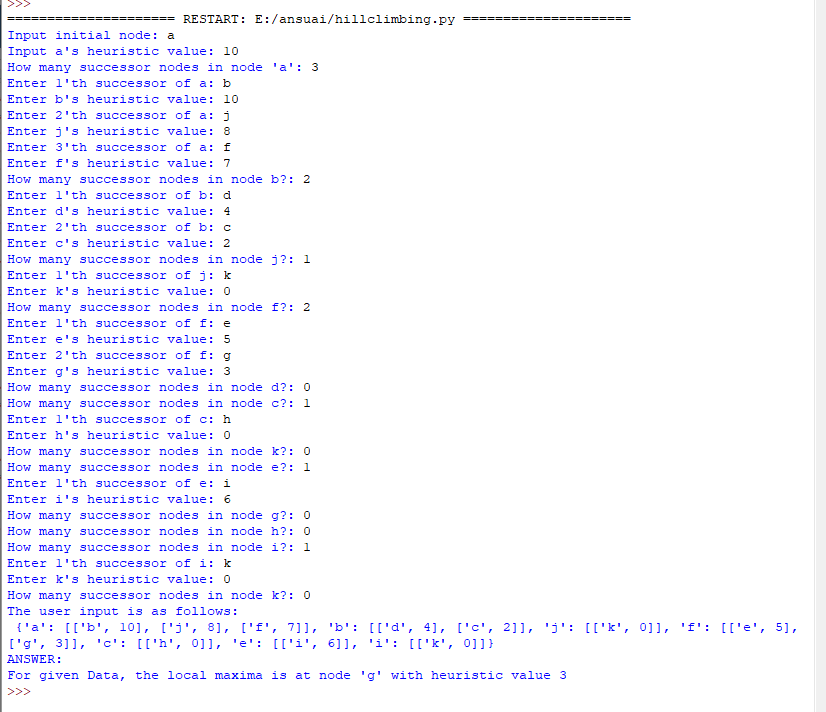 >>>
===================== RESTART: E:/ansuai/hillclimbing.py =====================
Input initial node: a
Input a's heuristic value: 10
How many successor nodes in node 'a': 3
Enter 1'th successor of a: b
Enter b's heuristic value: 10
Enter 2'th successor of a: j
Enter j's heuristic value: 8
Enter 3'th successor of a: f
Enter f's heuristic value: 7
How many successor nodes in node b?: 2
Enter 1'th successor of b: d
Enter d's heuristic value: 4
Enter 2'th successor of b: c
Enter c's heuristic value: 2
How many successor nodes in node j?: 1
Enter 1'th successor of j: k
Enter k's heuristic value: 0
How many successor nodes in node f?: 2
Enter 1'th successor of f: e
Enter e's heuristic value: 5
Enter 2'th successor of f: g
Enter g's heuristic value: 3
How many successor nodes in node d?: 0
How many successor nodes in node c?: 1
Enter 1'th successor of c: h
Enter h's heuristic value: 0
How many successor nodes in node k?: 0
How many successor nodes in node e?: 1
Enter 1'th successor of e: i
Enter i's heuristic value: 6
How many successor nodes in node g?: 0
How many successor nodes in node h?: 0
How many successor nodes in node i?: 1
Enter 1'th successor of i: k
Enter k's heuristic value: 0
How many successor nodes in node k?: 0
The user input is as follows:
 {'a': [['b', 10], ['j', 8], ['f', 7]], 'b': [['d', 4], ['c', 2]], 'j': [['k', 0]], 'f': [['e', 5],
['g', 3]], 'c': [['h', 0]], 'e': [['i', 6]], 'i': [['k', 0]]}
ANSWER:
For given Data, the local maxima is at node 'g' with heuristic value 3
>>>